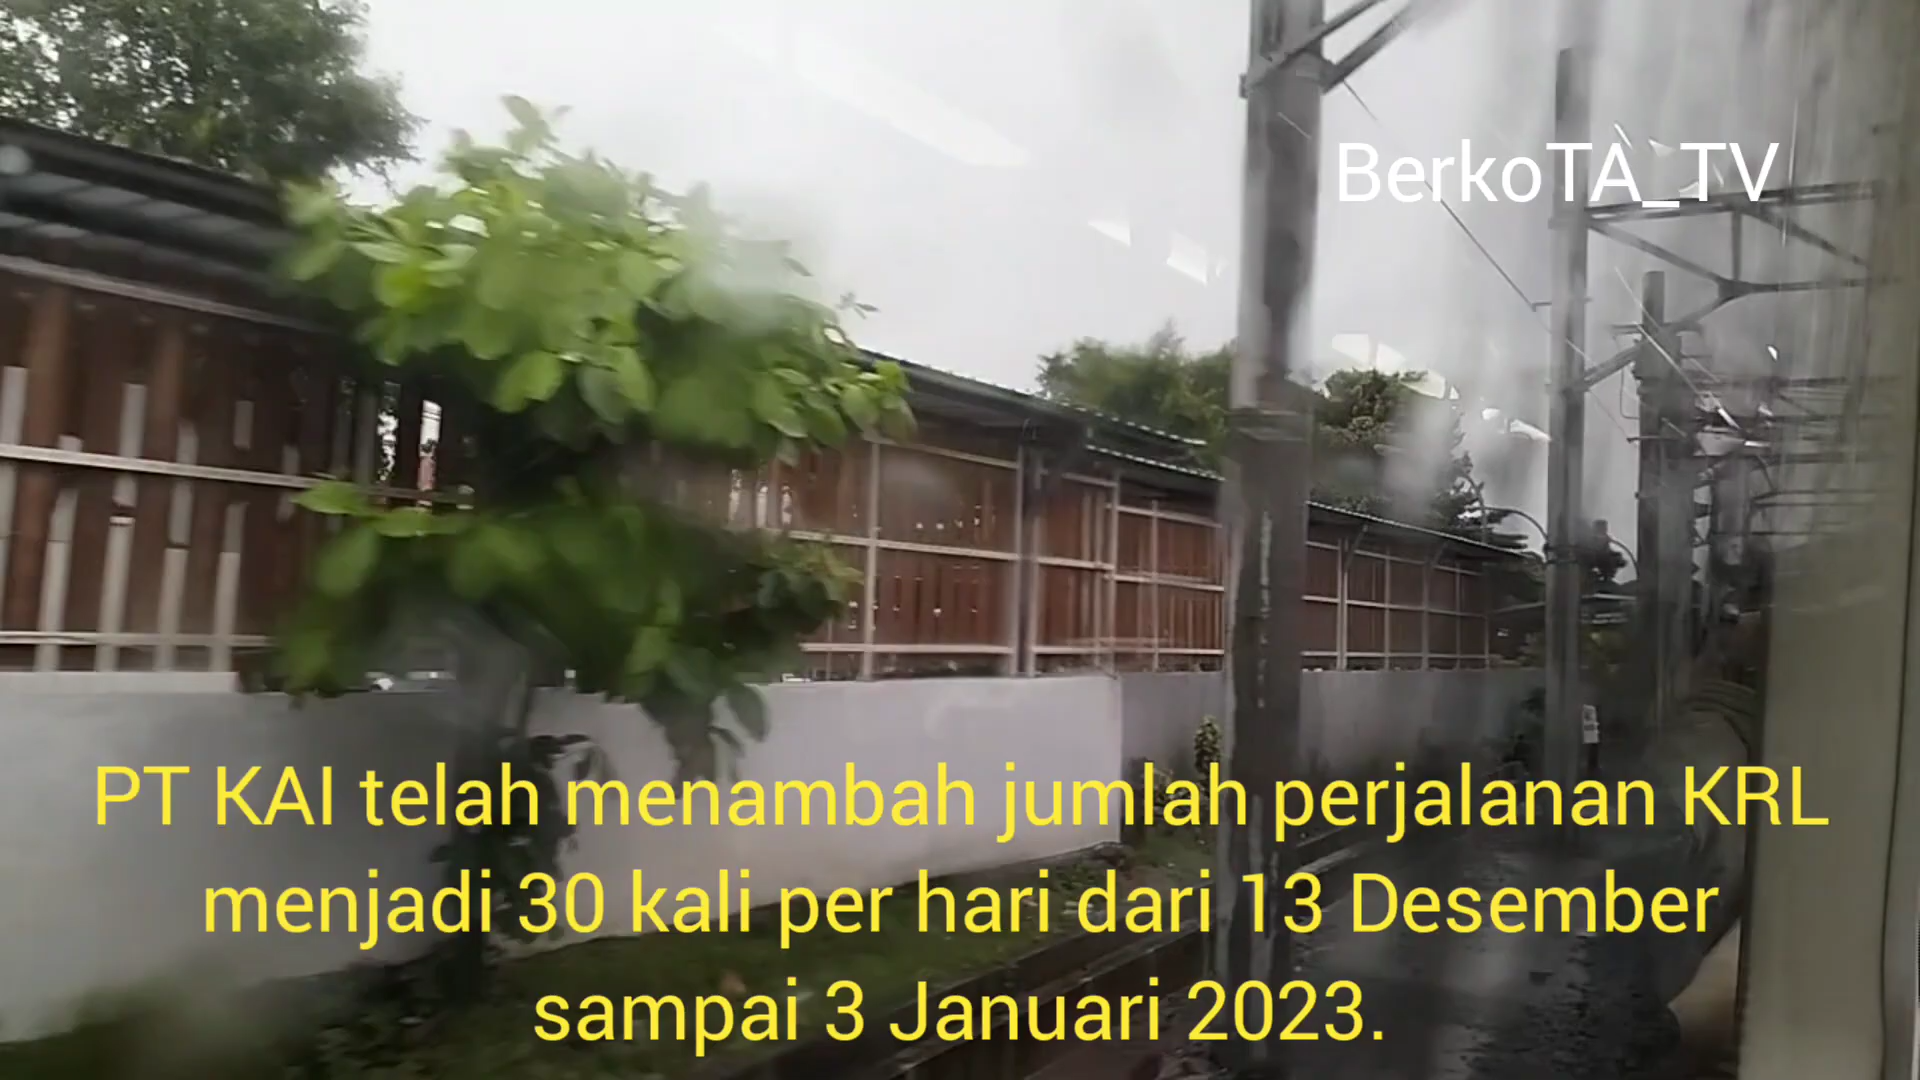 BerkoTA_TV
PT KAI telah menambah jumlah perjalanan KRL
menjadi 30 kali per hari dari 13 Desember
sampai 3 Januari 2023.